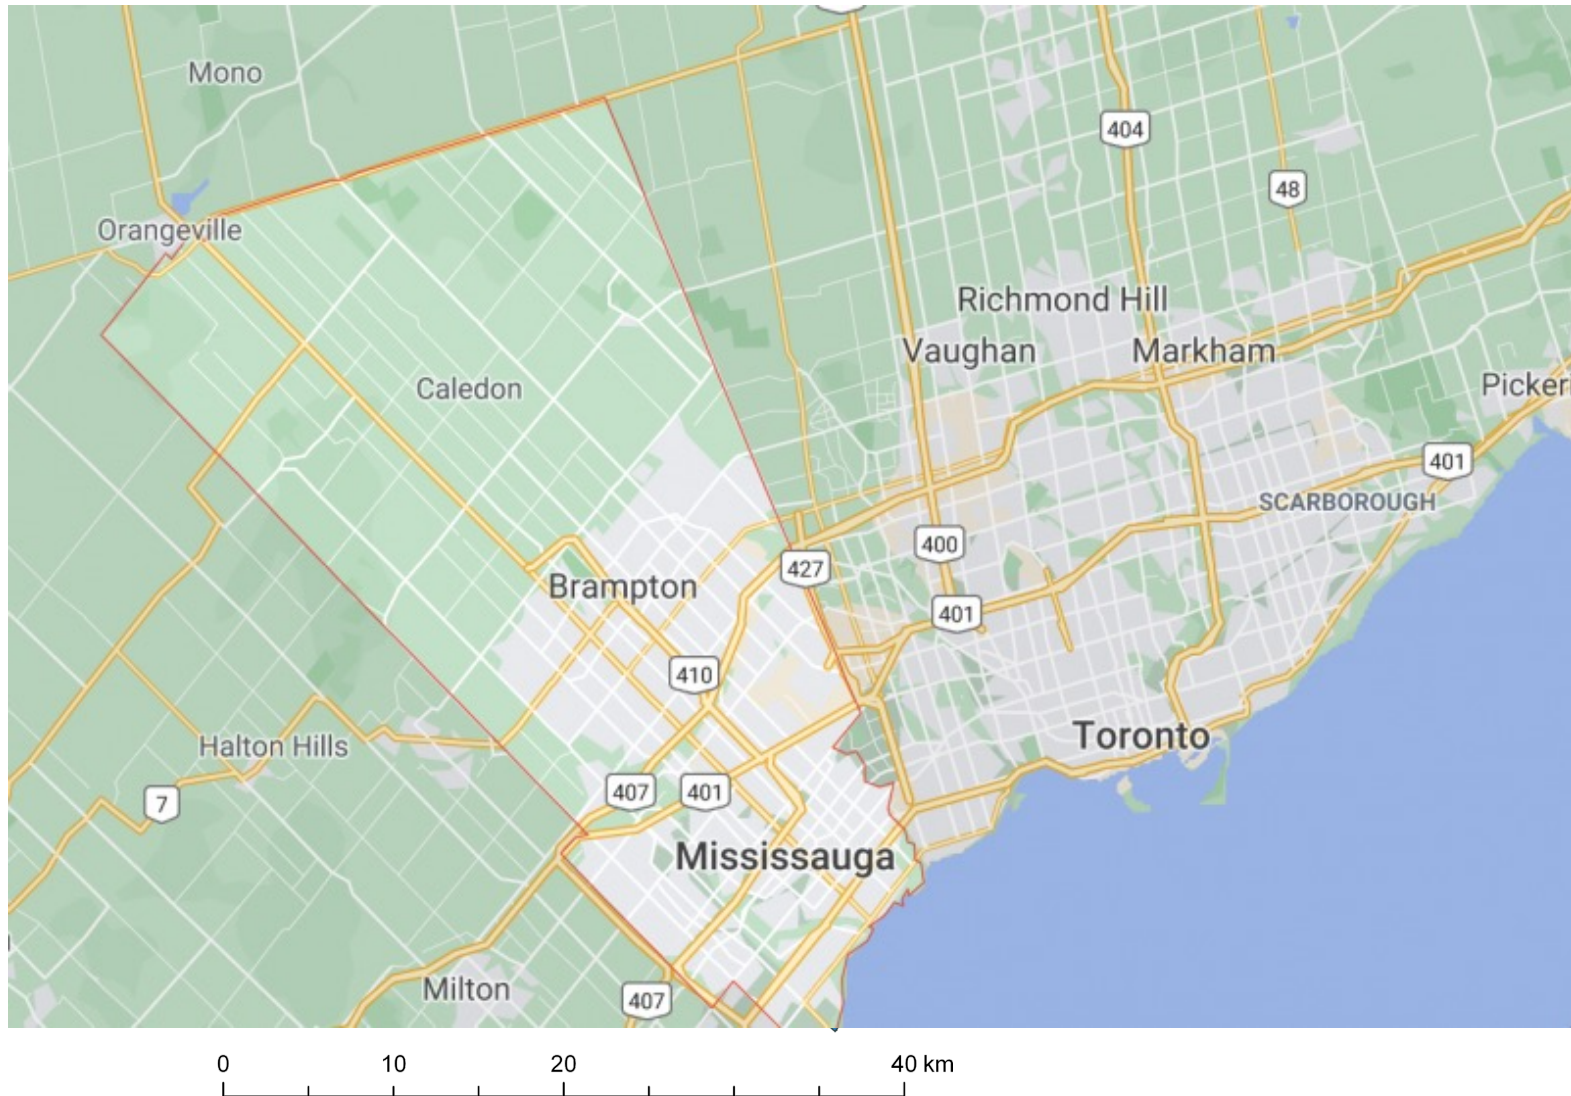 Mono
404
48
Orangeville
Richmond Hill
Vaughan
Markham
Caledon
Picker
401
SCARBOROUGH
400
427
Brampton
401
410
Toronto
Halton Hills
407
401
7
Mississauga
Milton
407
0 10 20 40 km